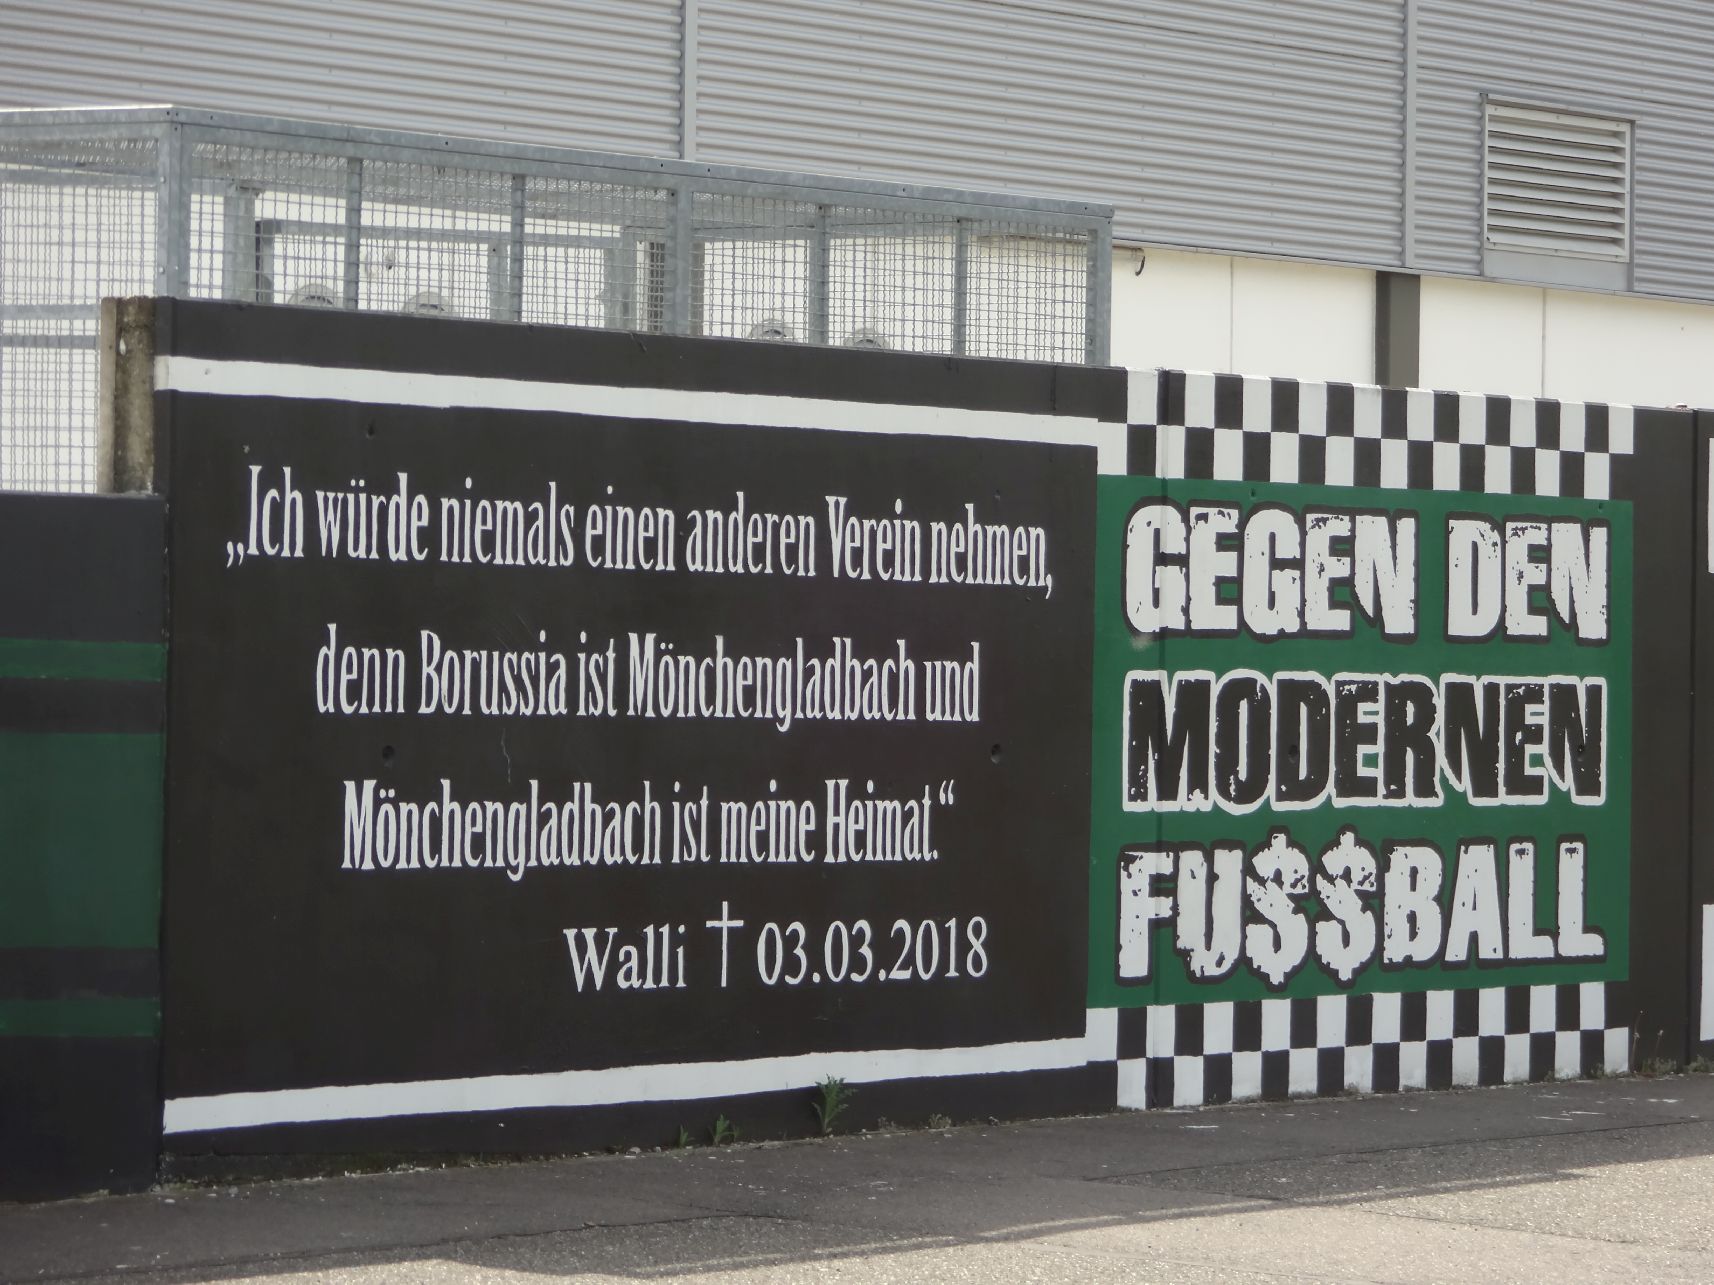 „Ich würde niemals einen anderen Verein nehmen,
denn Borussia ist Mönchengladbach und
Mönchengladbach ist meine Heimat.“
Walli † 03.03.2018
GEGEN DEN
MODERNEN
FU$$BALL